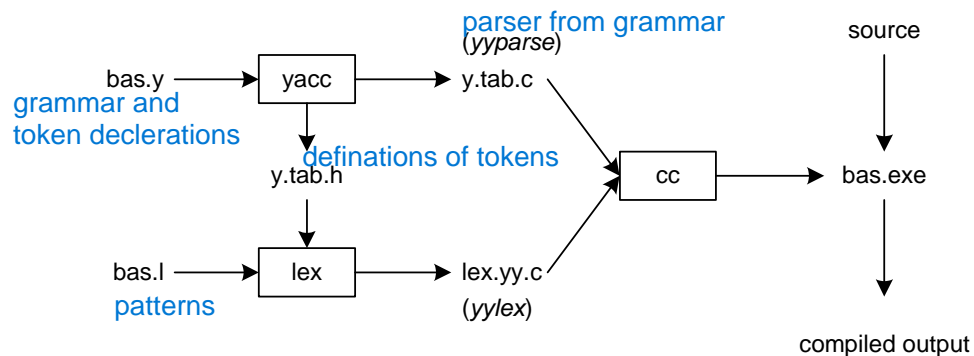 parser from grammar
(yyparse)
source
bas.y
yacc
y.tab.c
grammar and
token declerations
definations of tokens
y.tab.h
cc
bas.exe
bas.l
lex
lex.yy.c
patterns
(yylex)
compiled output